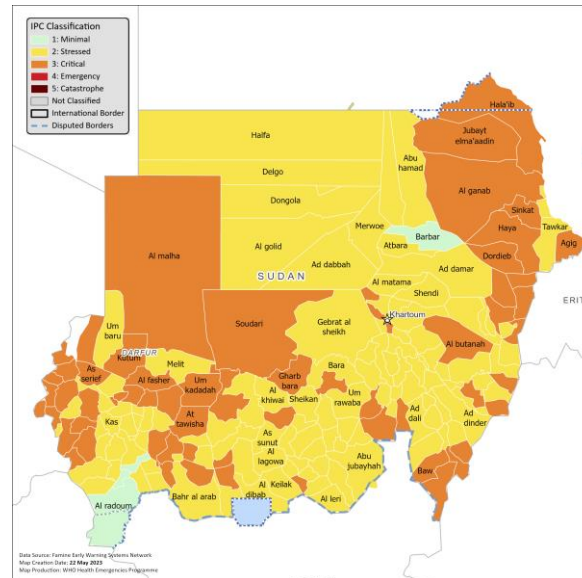 IPC Classification
1: Minimal
2: Stressed
3: Critical
4: Emergency
5: Catastrophe
Not Classified
International Border
Disputed Borders
Hala'ib
Halfa
Jubayt
elma'aadin
Abu
hamad
Delgo
Al ganab
Dongola
Sinkat
Merwoe
Barbar
Haya
Tawkar
Al golid
Atbara
Agig
Al malha
SUDAN
Ad dabbah
Dordieb
Ad damar
Al matama
Shendi
ERIT
Um
baru
Soudari
Gebrat al
sheikh
Khartoum
Al butanah
DARFUR
Kutum
As
serief
Melit
Al fasher
Um
kadadah
Gharb
bara
Bara
Al
khiwai
Sheikan
Um
rawaba
At
tawisha
Kas
Ad
dali
Ad
dinder
As
sunut
Al
lagowa
Abu
jubayhah
Baw
Al radoum
Bahr al arab
Al
dibab
Keilak
Al leri
Data Source: Famine Early Warning Systems Network
Map Creation Date: 22 May 2023
Map Production: WHO Health Emergencies Programme